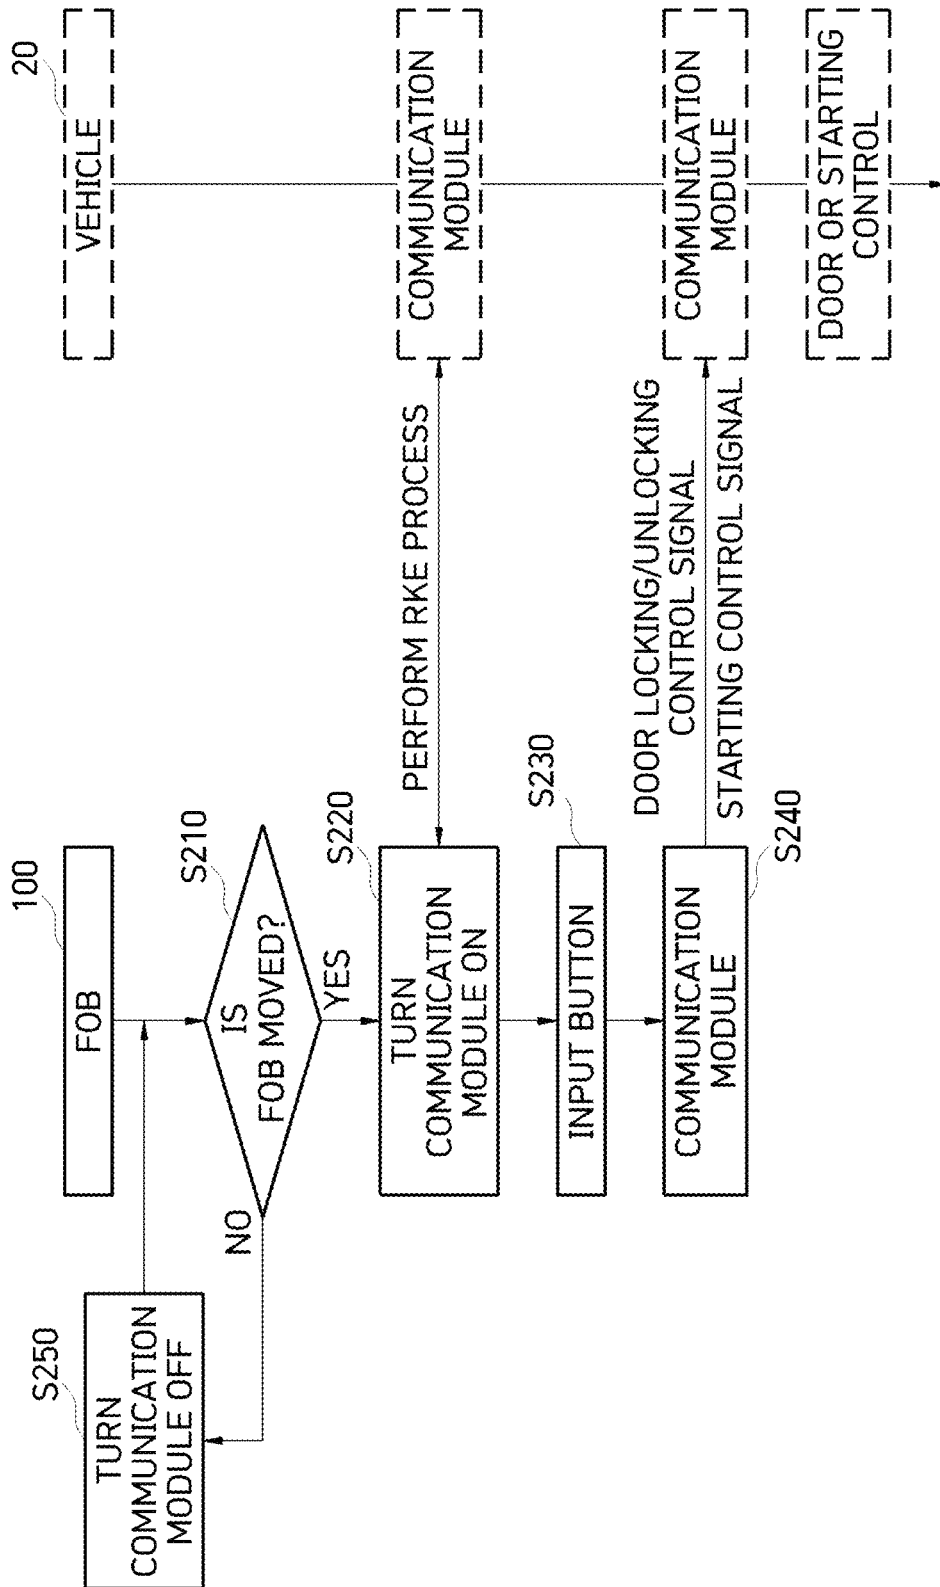 100
FOB
20
VEHICLE
S250
TURN
COMMUNICATION
MODULE OFF
S210
IS
FOB MOVED?
NO
YES
S220
TURN
COMMUNICATION
MODULE ON
PERFORM RKE PROCESS
COMMUNICATION
MODULE
S230
INPUT BUTTON
S240
COMMUNICATION
MODULE
DOOR LOCKING/UNLOCKING
CONTROL SIGNAL
STARTING CONTROL SIGNAL
COMMUNICATION
MODULE
DOOR OR STARTING
CONTROL